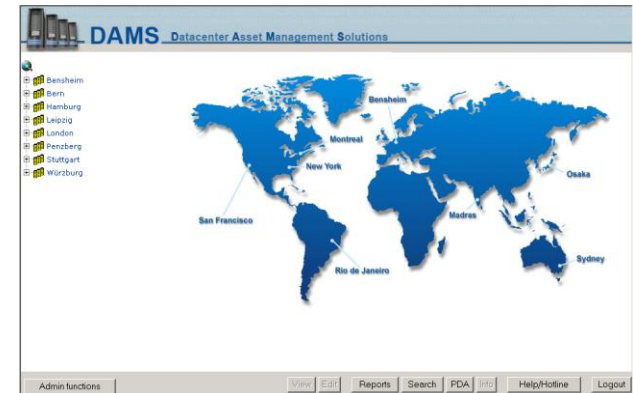 DAMS Datacenter Asset Management Solutions
Bensheim
Bern
Hamburg
Leipzig
London
Penzberg
Stuttgart
Würzburg
Bensheim
Montreal
New York
Osaka
San Francisco
Madras
Rio de Janeiro
Sydney
Admin functions
View
Edit
Reports
Search
PDA
Info
Help/Hotline
Logout